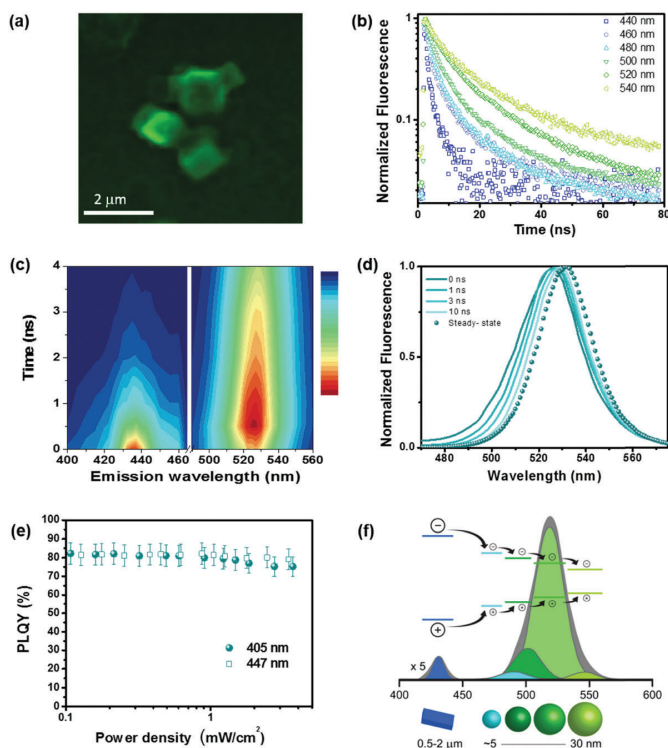 (a)
2 μm
(b)
Normalized Fluorescence
1
0.1
0
20
40
60
80
Time (ns)
440 nm
460 nm
480 nm
500 nm
520 nm
540 nm
(c)
Time (ns)
4
3
2
1
0
400
420
440
460
500
520
540
560
Emission wavelength (nm)
(d)
Normalized Fluorescence
1.0
0.5
0.0
480
500
520
540
560
Wavelength (nm)
0 ns
1 ns
3 ns
10 ns
Steady- state
(e)
PLQY (%)
100
90
80
70
60
50
40
30
20
10
0
0.1
1
Power density (mW/cm²)
405 nm
447 nm
(f)
−
+
x 5
400
450
500
550
600
0.5-2 μm
~5
30 nm